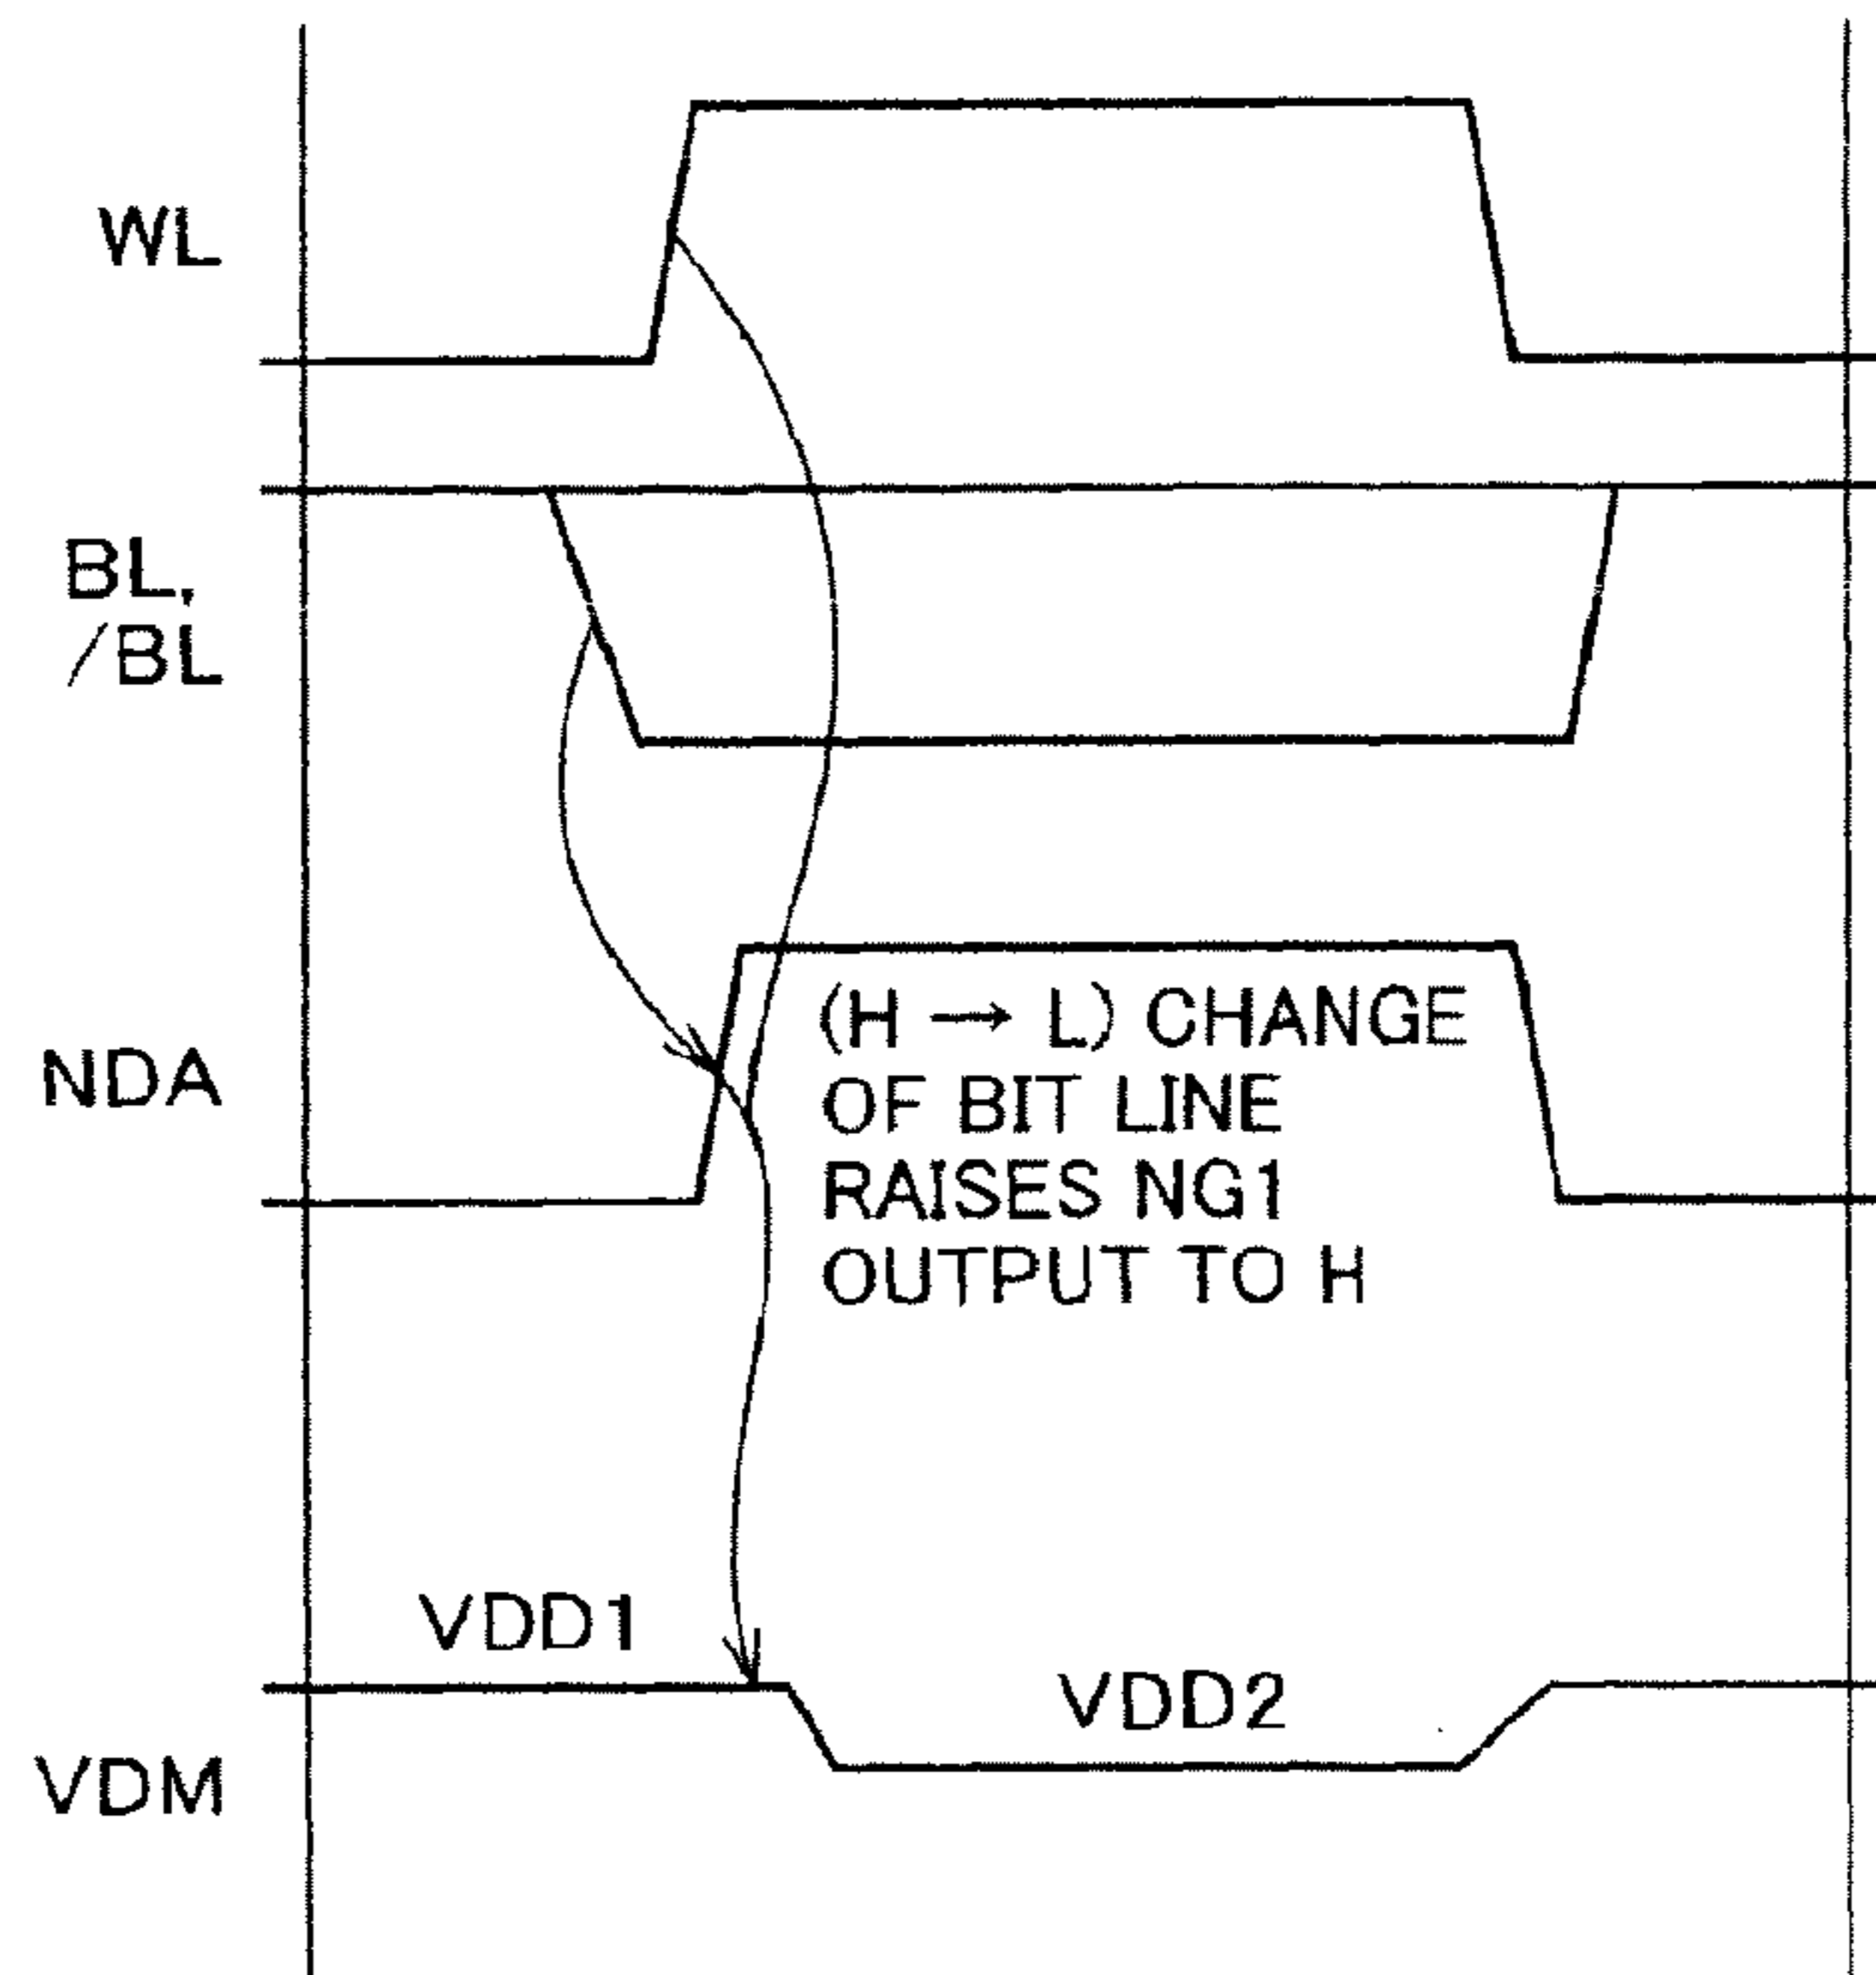 WL
BL,
/BL
NDA
(H → L) CHANGE
OF BIT LINE
RAISES NG1
OUTPUT TO H
VDD1
VDD2
VDM